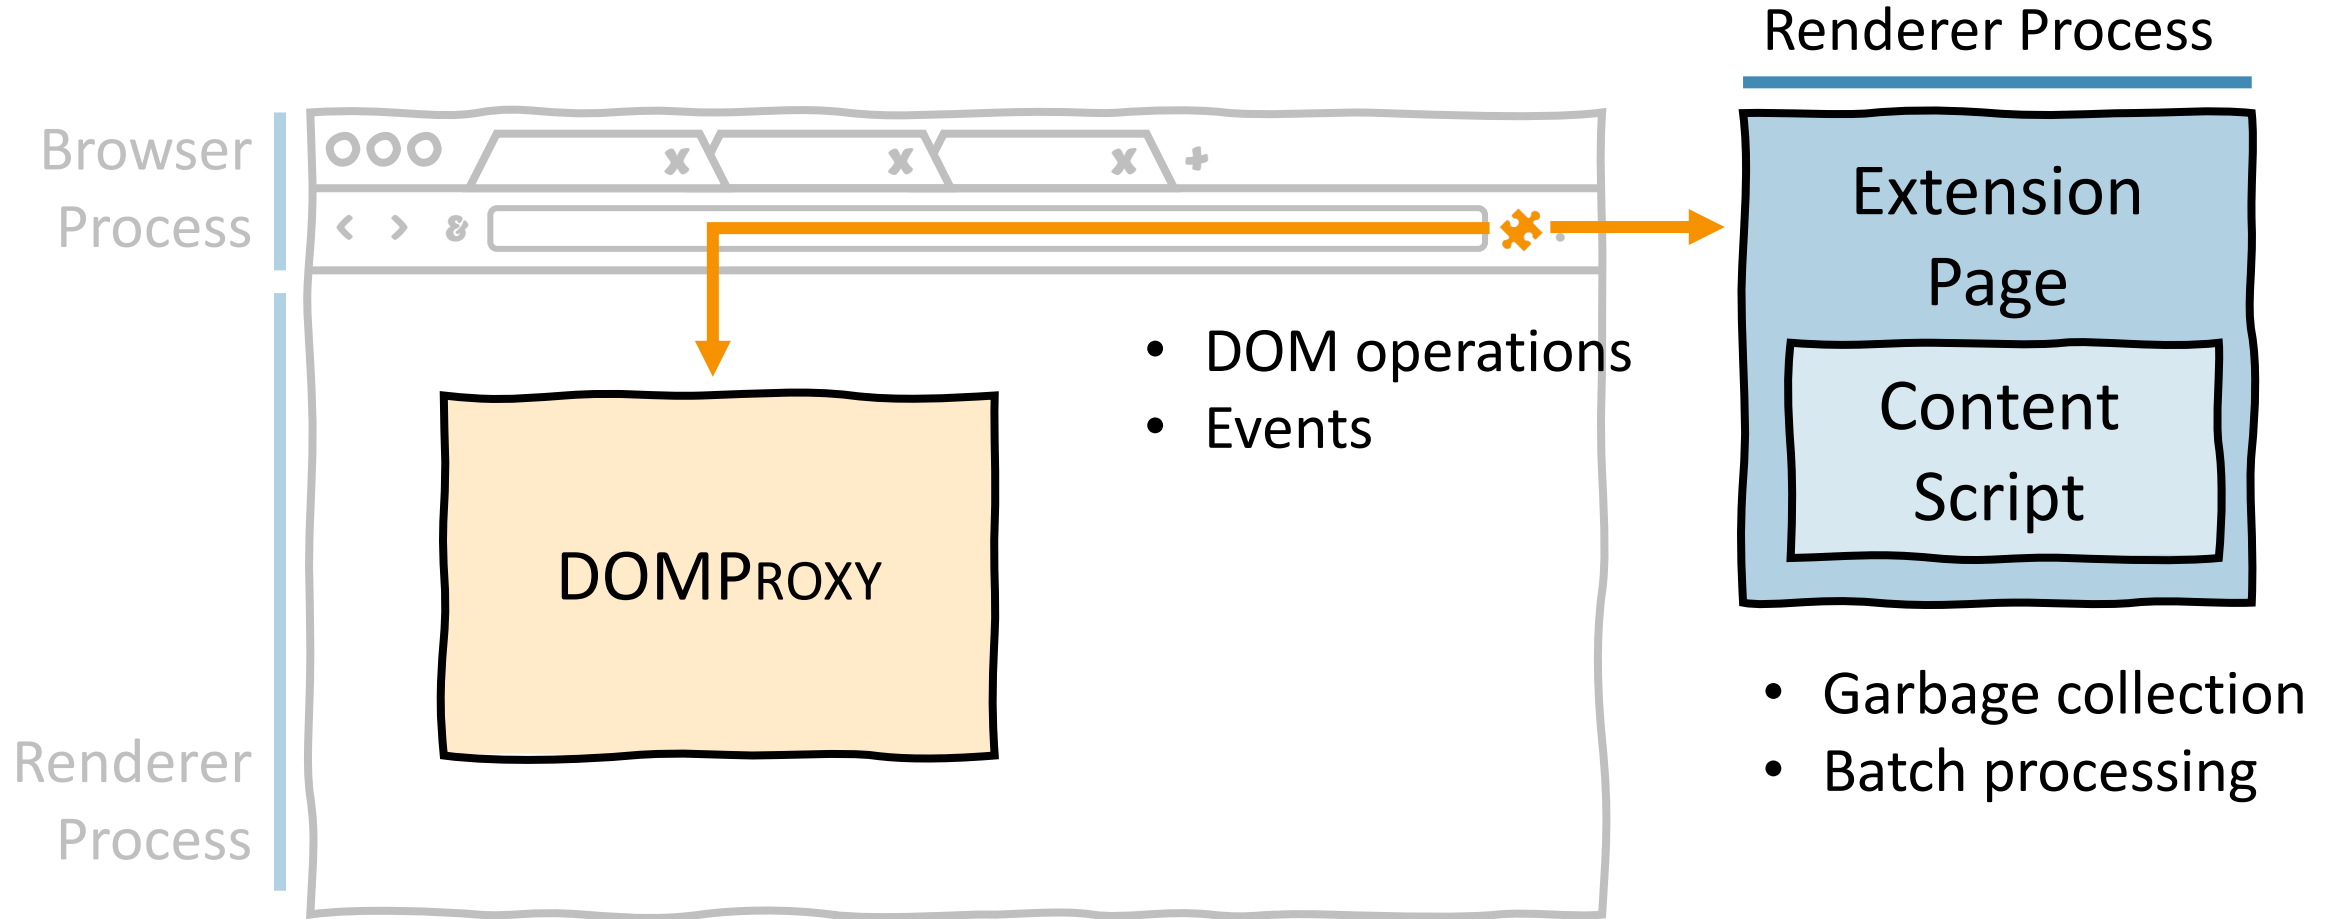 Renderer Process
Browser
Process
x x x +
< > &
Extension
Page
• DOM operations
• Events
Content
Script
DOMPROXY
Renderer
Process
• Garbage collection
• Batch processing